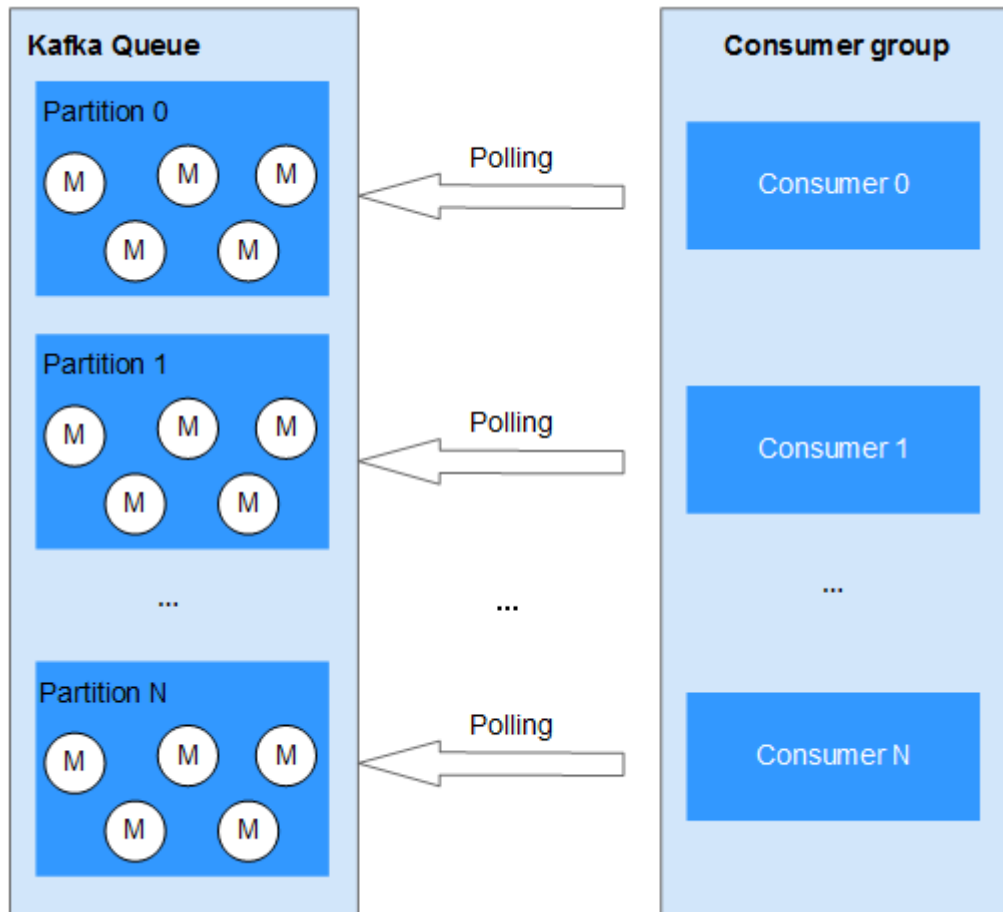 Kafka Queue
Consumer group
Partition 0
M
M
M
M
M
Polling
Consumer 0
Partition 1
M
M
M
M
M
Polling
Consumer 1
...
...
...
Partition N
M
M
M
M
M
Polling
Consumer N